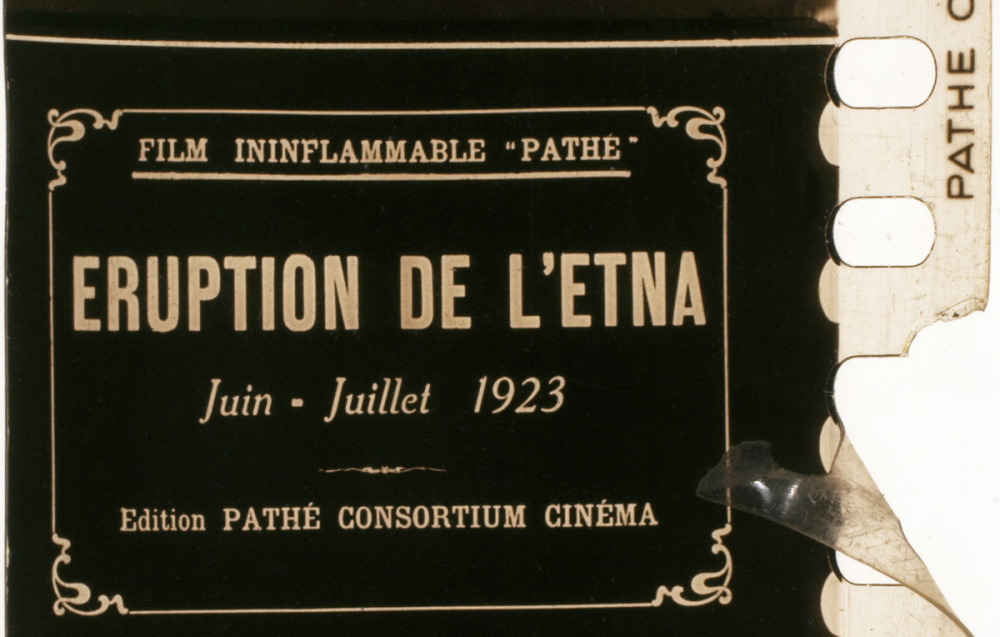 FILM ININFLAMMABLE "PATHÉ"
ERUPTION DE L'ETNA
Juin - Juillet 1923
Edition PATHÉ CONSORTIUM CINÉMA
PATHE C